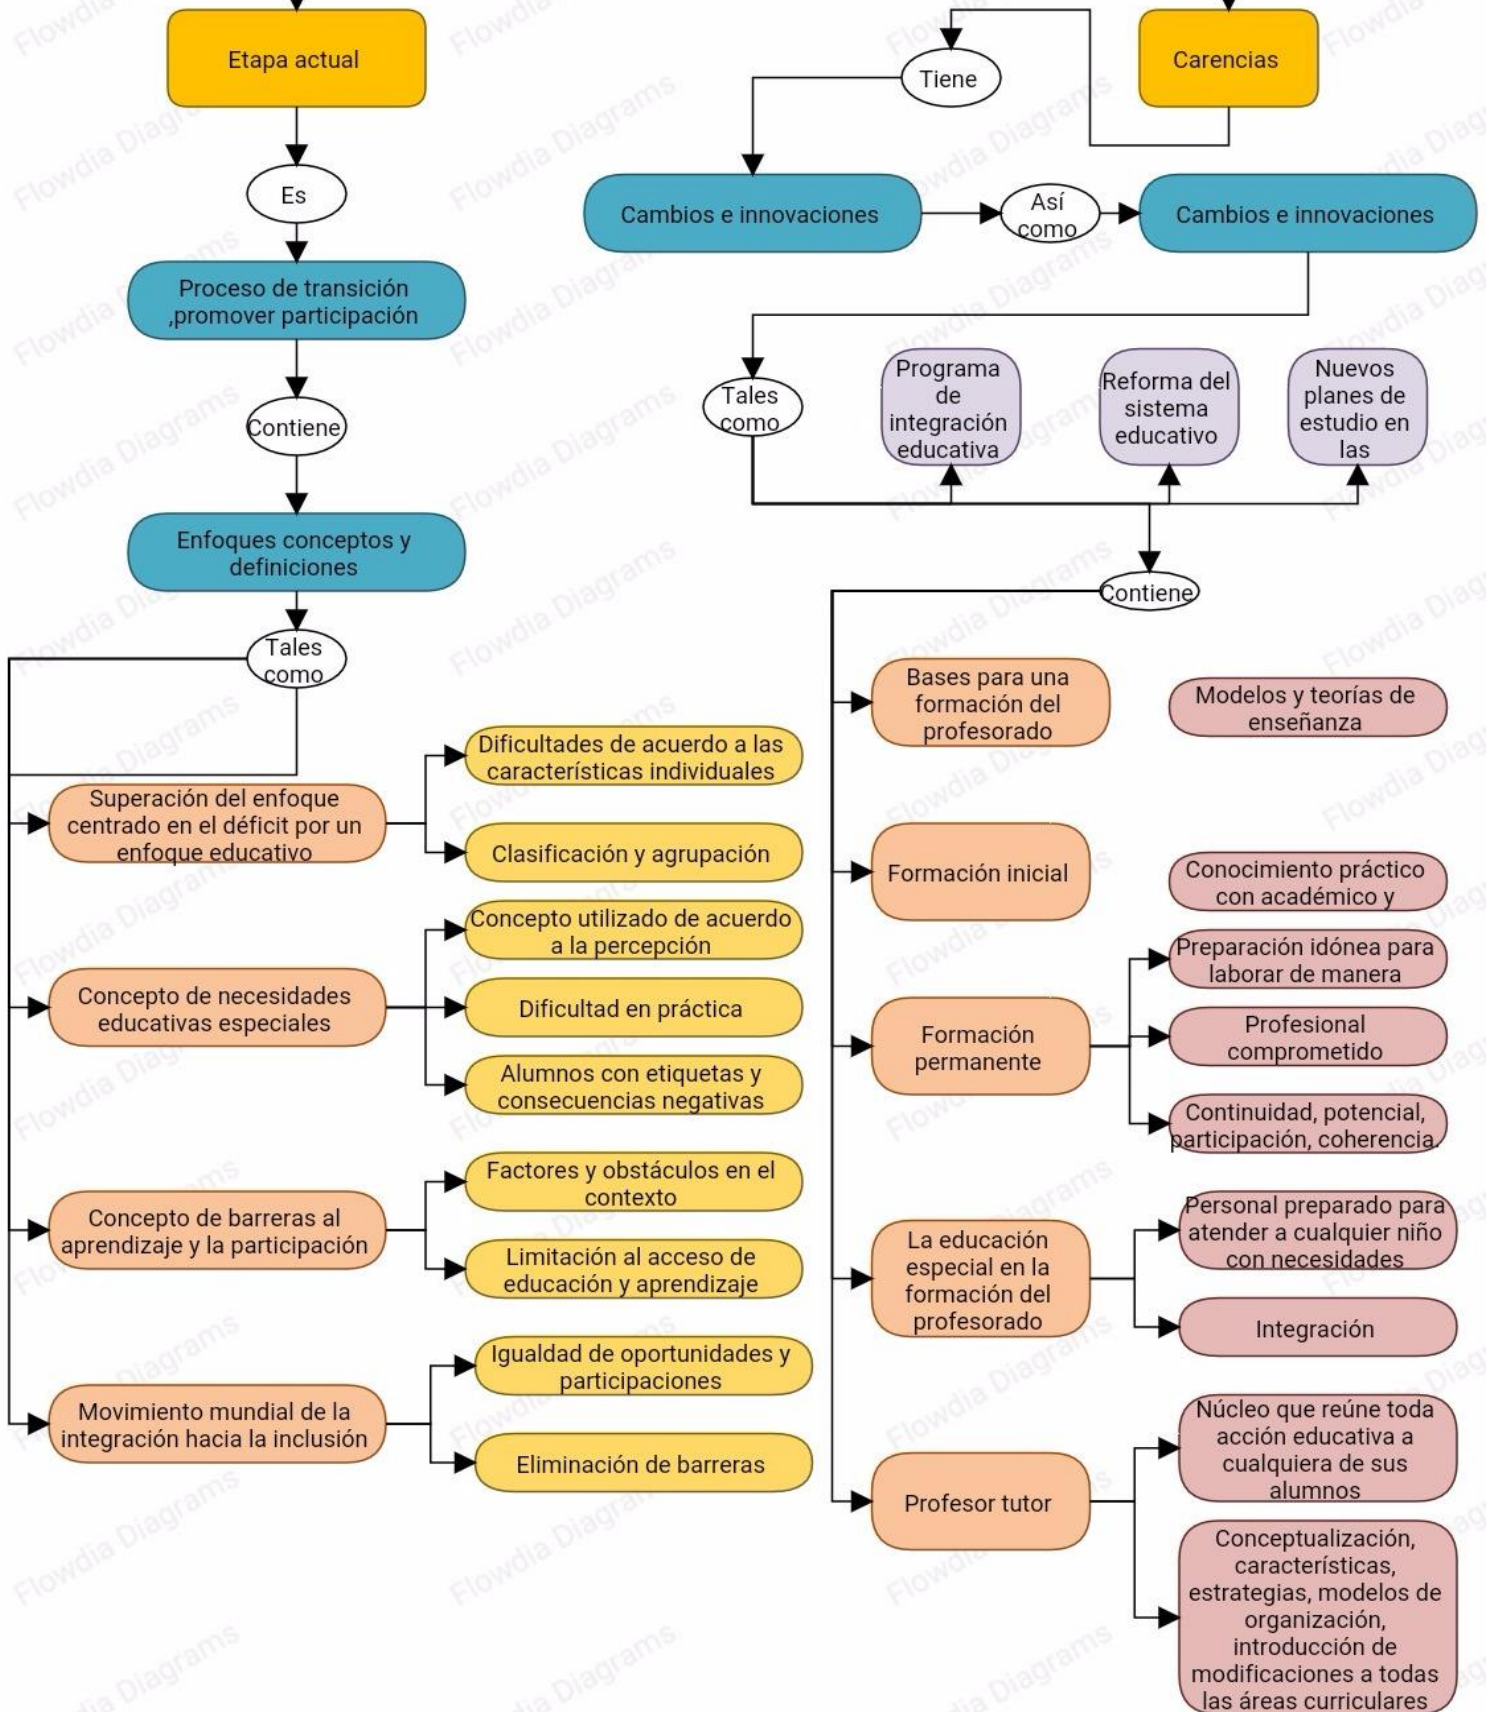 Etapa actual
Es
Proceso de transición
,promover participación
Contiene
Enfoques conceptos y
definiciones
Tales
como
Superación del enfoque
centrado en el déficit por un
enfoque educativo
Dificultades de acuerdo a las
características individuales
Clasificación y agrupación
Concepto de necesidades
educativas especiales
Concepto utilizado de acuerdo
a la percepción
Dificultad en práctica
Alumnos con etiquetas y
consecuencias negativas
Concepto de barreras al
aprendizaje y la participación
Factores y obstáculos en el
contexto
Limitación al acceso de
educación y aprendizaje
Movimiento mundial de la
integración hacia la inclusión
Igualdad de oportunidades y
participaciones
Eliminación de barreras
Carencias
Tiene
Cambios e innovaciones
Así
como
Cambios e innovaciones
Tales
como
Programa
de
integración
educativa
Reforma del
sistema
educativo
Nuevos
planes de
estudio en
las
Contiene
Bases para una
formación del
profesorado
Modelos y teorías de
enseñanza
Formación inicial
Conocimiento práctico
con académico y
Formación
permanente
Preparación idónea para
laborar de manera
Profesional
comprometido
Continuidad, potencial,
participación, coherencia.
La educación
especial en la
formación del
profesorado
Personal preparado para
atender a cualquier niño
con necesidades
Integración
Profesor tutor
Núcleo que reúne toda
acción educativa a
cualquiera de sus
alumnos
Conceptualización,
características,
estrategias, modelos de
organización,
introducción de
modificaciones a todas
las áreas curriculares
Flowdia Diagrams